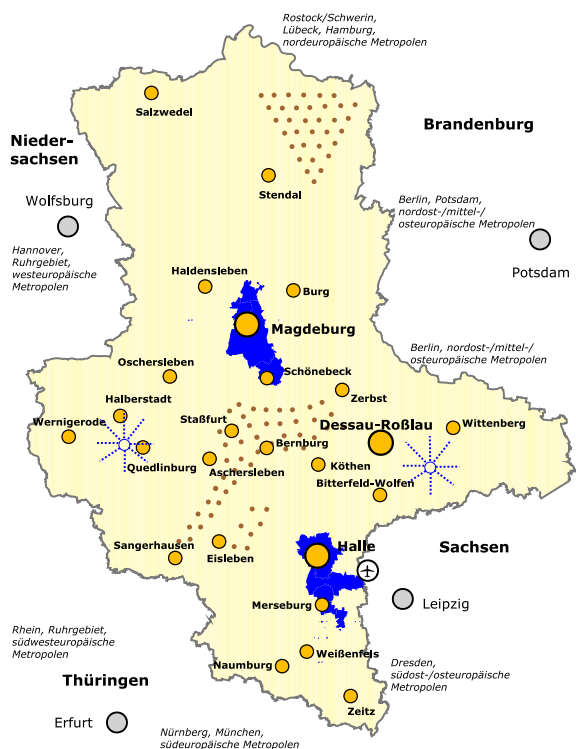 Rostock/Schwerin,
Lübeck, Hamburg,
nordeuropäische Metropolen
Salzwedel
Brandenburg
Nieder-
sachsen
Stendal
Wolfsburg
Berlin, Potsdam,
nordost-/mittel-/
osteuropäische Metropolen
Hannover,
Ruhrgebiet,
westeuropäische
Metropolen
Potsdam
Haldensleben
Burg
Magdeburg
Berlin, nordost-/mittel-/
osteuropäische Metropolen
Oschersleben
Schönebeck
Halberstadt
Zerbst
Wernigerode
Staßfurt
Dessau-Roßlau
Wittenberg
Bernburg
Quedlinburg
Aschersleben
Köthen
Bitterfeld-Wolfen
Halle
Sachsen
Sangerhausen
Eisleben
Merseburg
Leipzig
Rhein, Ruhrgebiet,
südwesteuropäische
Metropolen
Weißenfels
Naumburg
Dresden,
südost-/osteuropäische
Metropolen
Thüringen
Zeitz
Erfurt
Nürnberg, München,
südeuropäische Metropolen